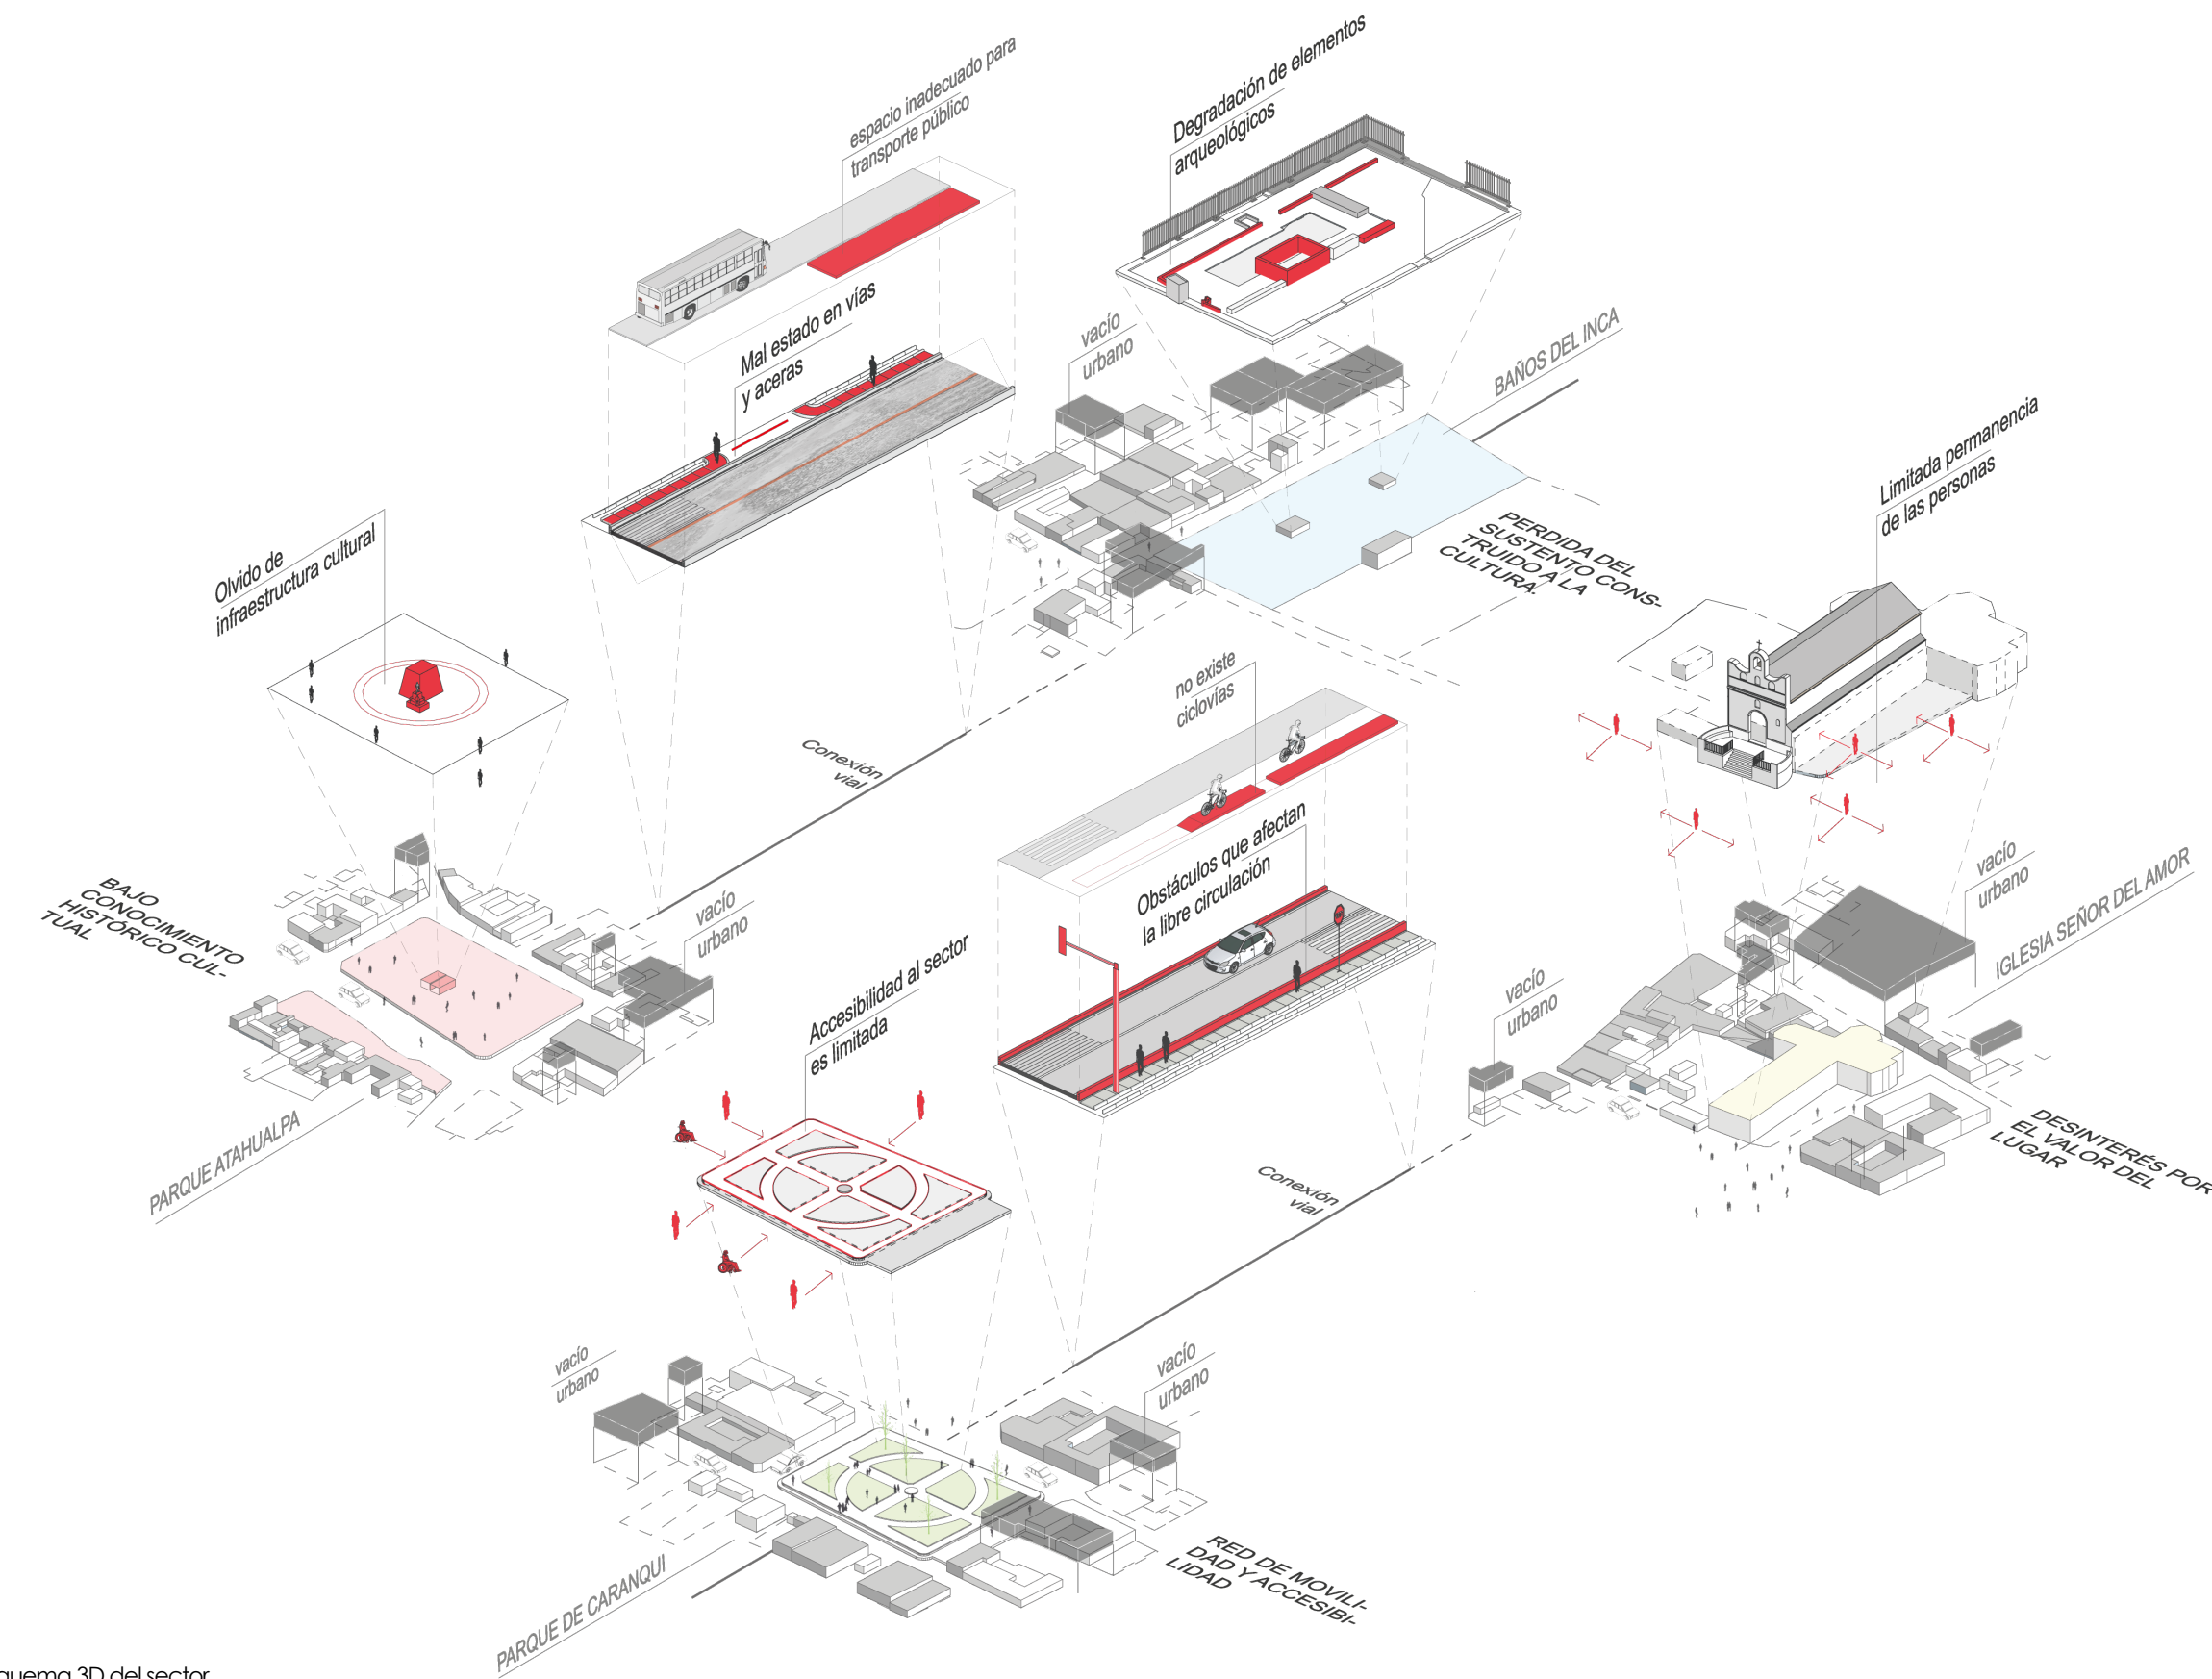 espacio inadecuado para
transporte público
Degradación de elementos
arqueológicos
Mal estado en vías
y aceras
vacío
urbano
BAÑOS DEL INCA
Limitada permanencia
de las personas
Olvido de
infraestructura cultural
PERDIDA DEL
SUSTENTO CONS-
TRUIDO A LA
CULTURA.
no existe
ciclovías
Conexión
vial
Obstáculos que afectan
la libre circulación
BAJO
CONOCIMIENTO
HISTÓRICO CUL-
TUAL
vacío
urbano
vacío
urbano
IGLESIA SEÑOR DEL AMOR
Accesibilidad al sector
es limitada
vacío
urbano
PARQUE ATAHUALPA
DESINTERÉS POR
EL VALOR DEL
LUGAR
Conexión
vial
vacío
urbano
vacío
urbano
RED DE MOVILI-
DAD Y ACCESIBI-
LIDAD
PARQUE DE CARANQUI
quema 3D del sector